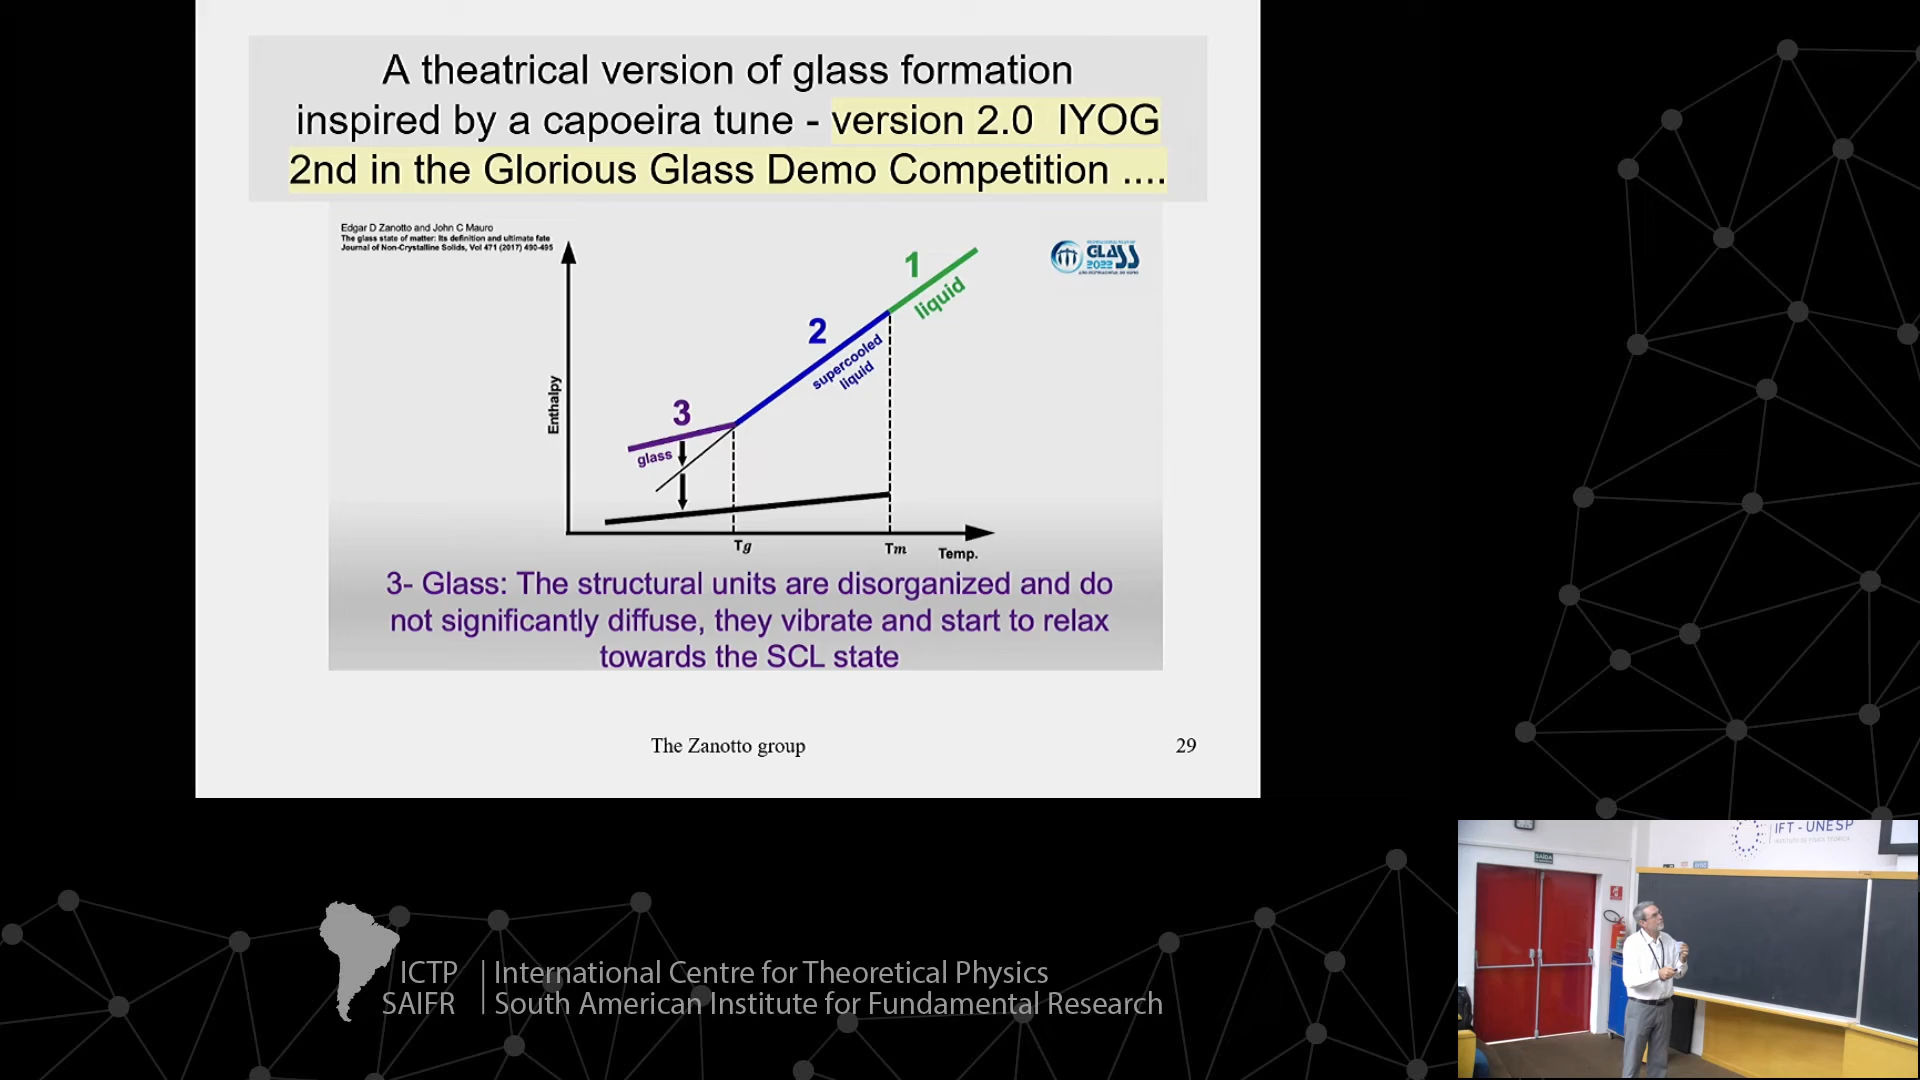 A theatrical version of glass formation
inspired by a capoeira tune - version 2.0 IYOG
2nd in the Glorious Glass Demo Competition ....
Edgar D Zanotto and John C Mauro
The glass state of matter: Its definition and ultimate fate
Journal of Non-Crystalline Solids, Vol 471 (2017) 490-495
GLASS
2022
1
liquid
2
supercooled
liquid
3
glass
Enthalpy
Tg
Tm
Temp.
3- Glass: The structural units are disorganized and do
not significantly diffuse, they vibrate and start to relax
towards the SCL state
The Zanotto group
29
IFT - UNESP
SAÍDA
ICTP
SAIFR
International Centre for Theoretical Physics
South American Institute for Fundamental Research